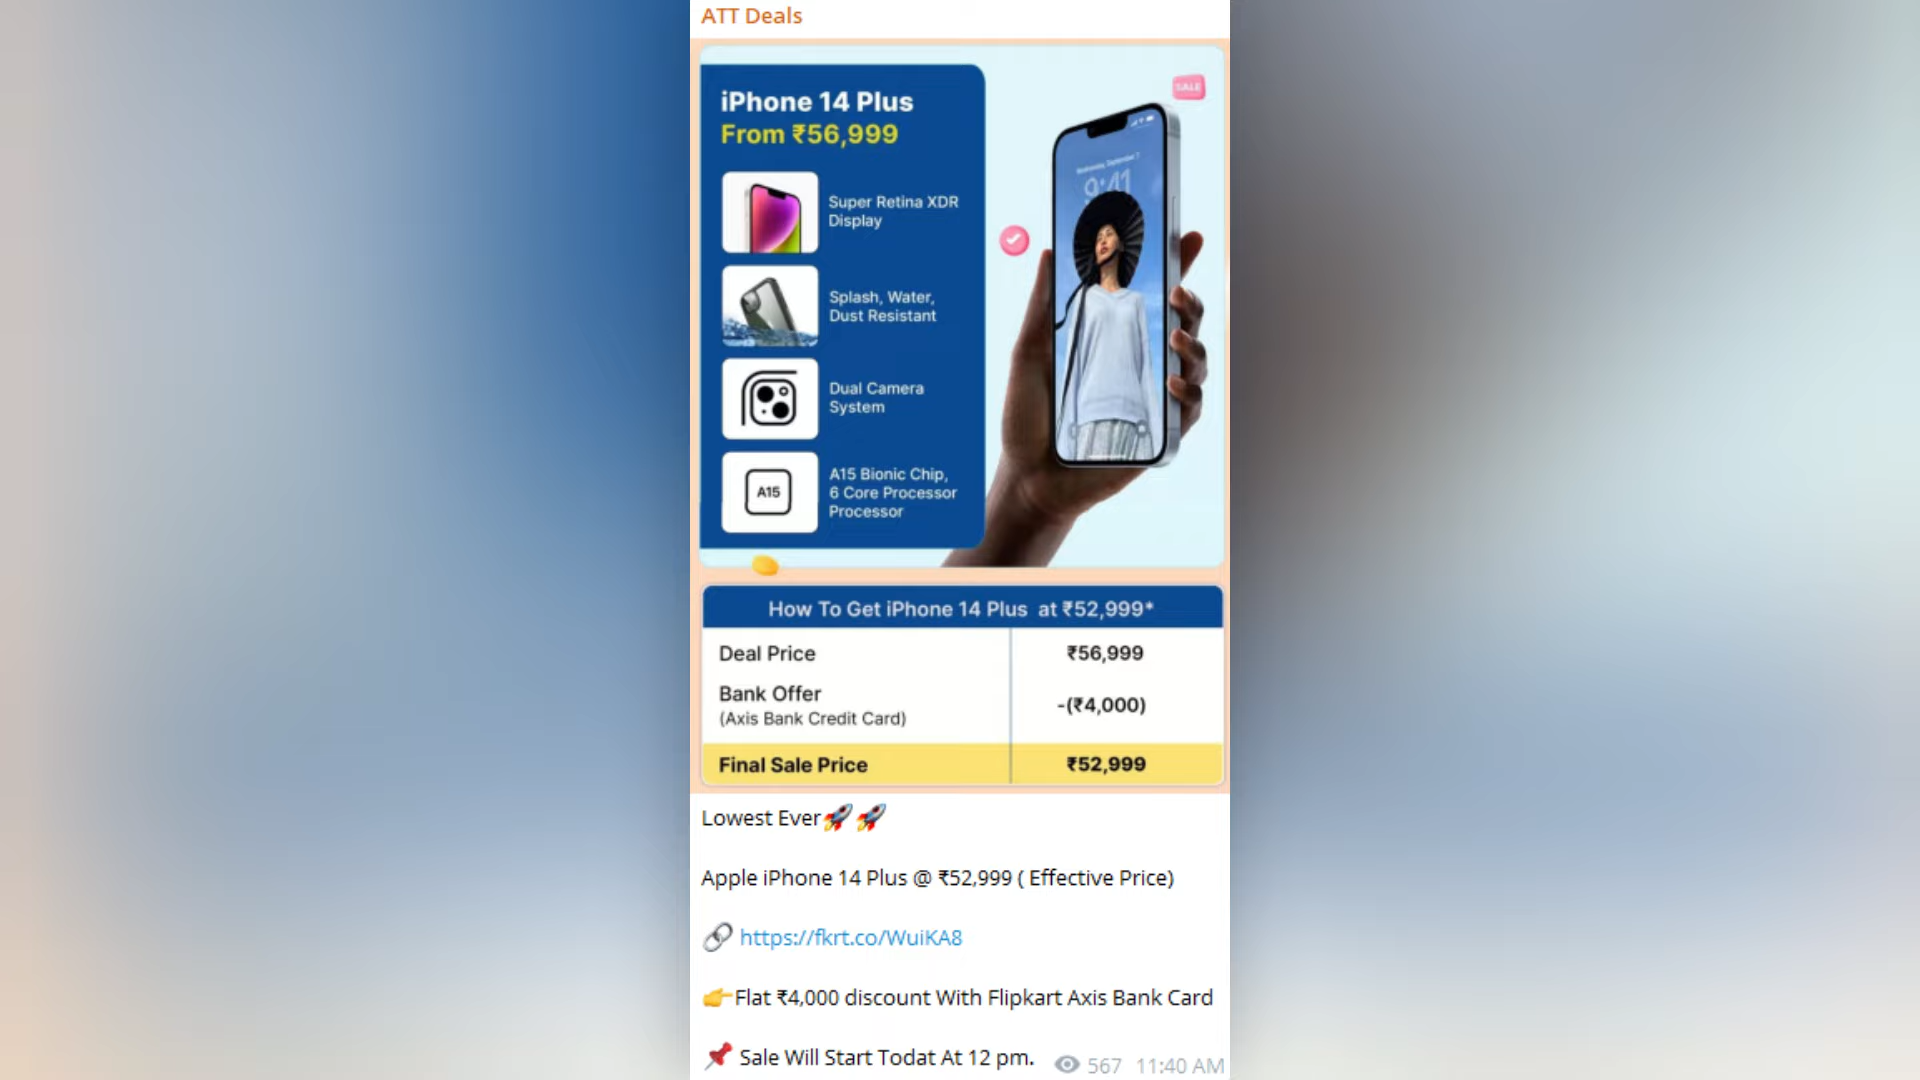 ATT Deals
SALE
iPhone 14 Plus
From ₹56,999
9:41
Super Retina XDR
Display
Splash, Water,
Dust Resistant
Dual Camera
System
A15
A15 Bionic Chip,
6 Core Processor
Processor
How To Get iPhone 14 Plus at ₹52,999*
Deal Price ₹56,999
Bank Offer
(Axis Bank Credit Card) -(₹4,000)
Final Sale Price ₹52,999
Lowest Ever🚀🚀
Apple iPhone 14 Plus @ ₹52,999 ( Effective Price)
🔗 https://fkrt.co/WuiKA8
👉Flat ₹4,000 discount With Flipkart Axis Bank Card
📌 Sale Will Start Todat At 12 pm. 567 11:40 AM